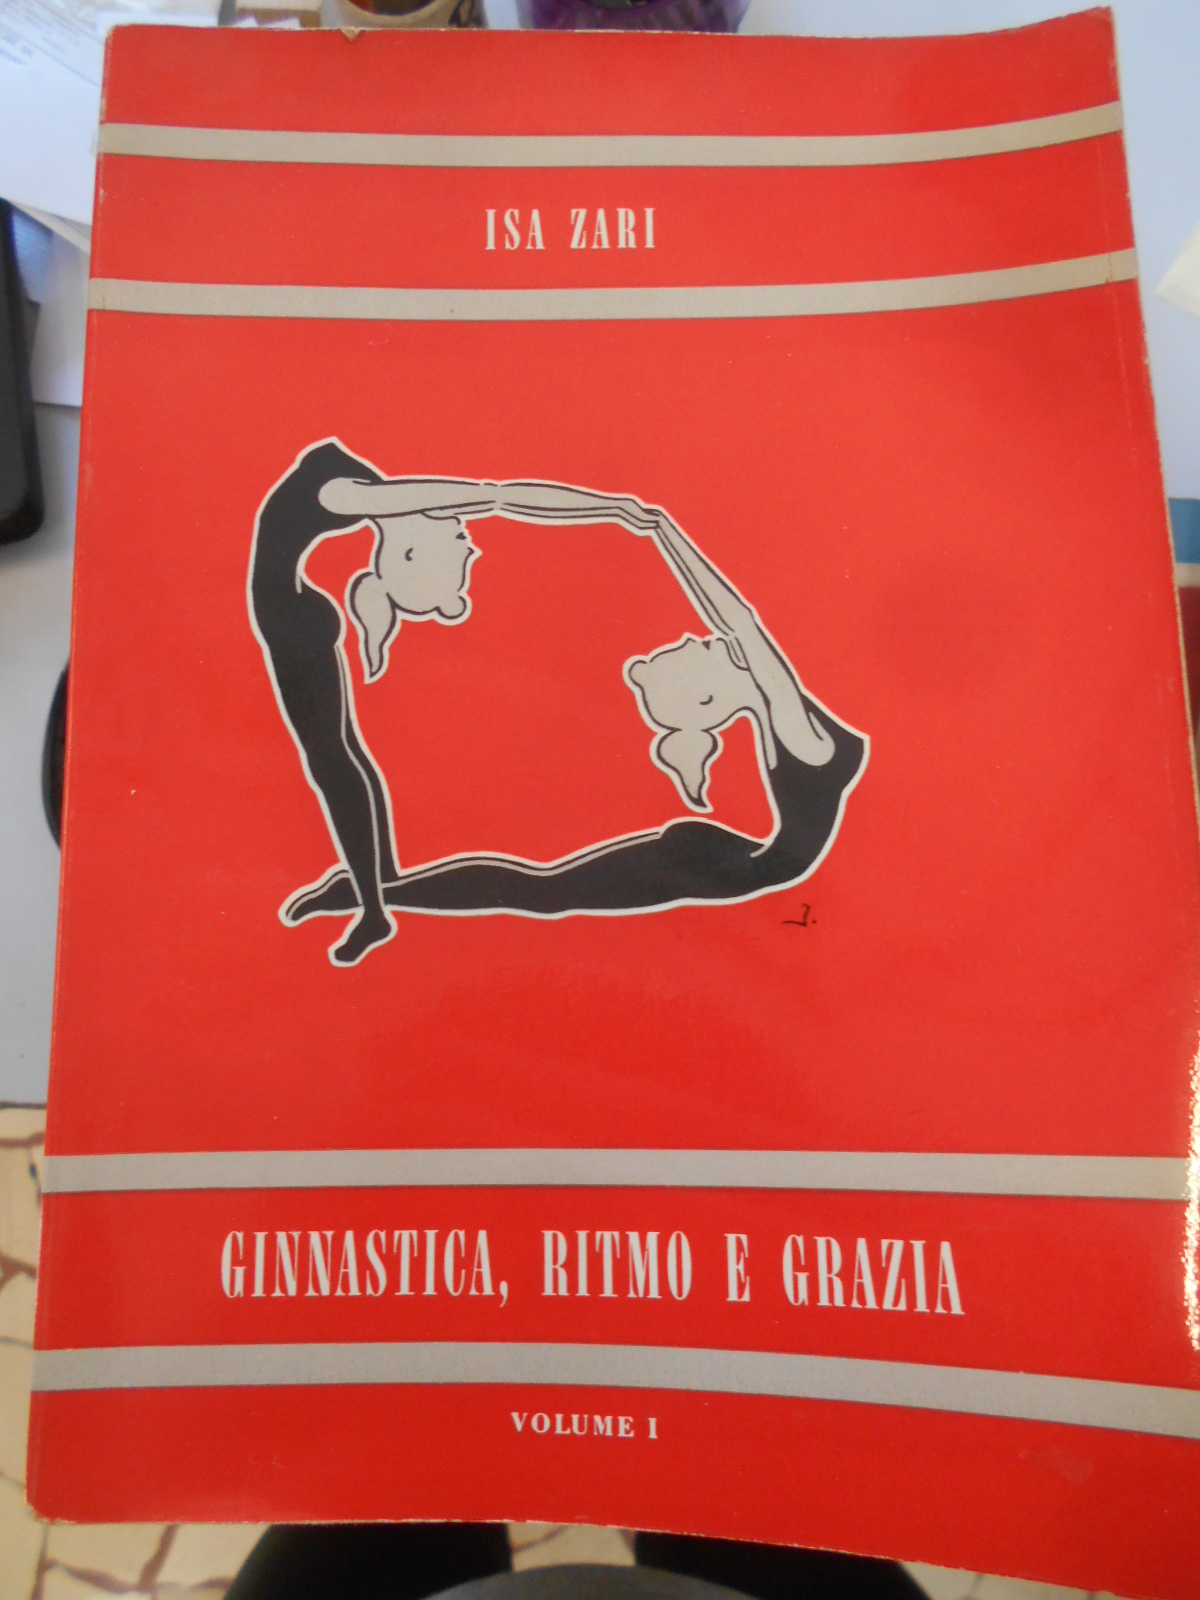 ISA ZARI
GINNASTICA, RITMO E GRAZIA
VOLUME I